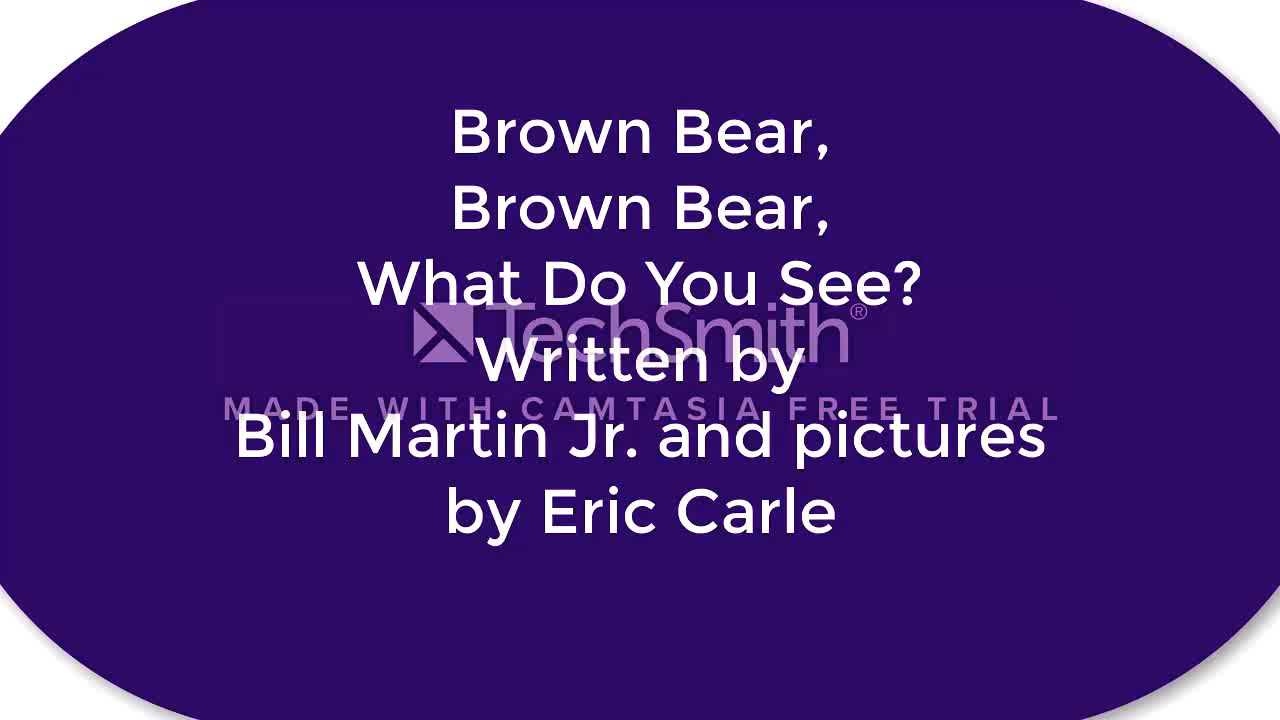 Brown Bear,
Brown Bear,
What Do You See?
TechSmith®
Written by
MADE WITH CAMTASIA FREE TRIAL
Bill Martin Jr. and pictures
by Eric Carle